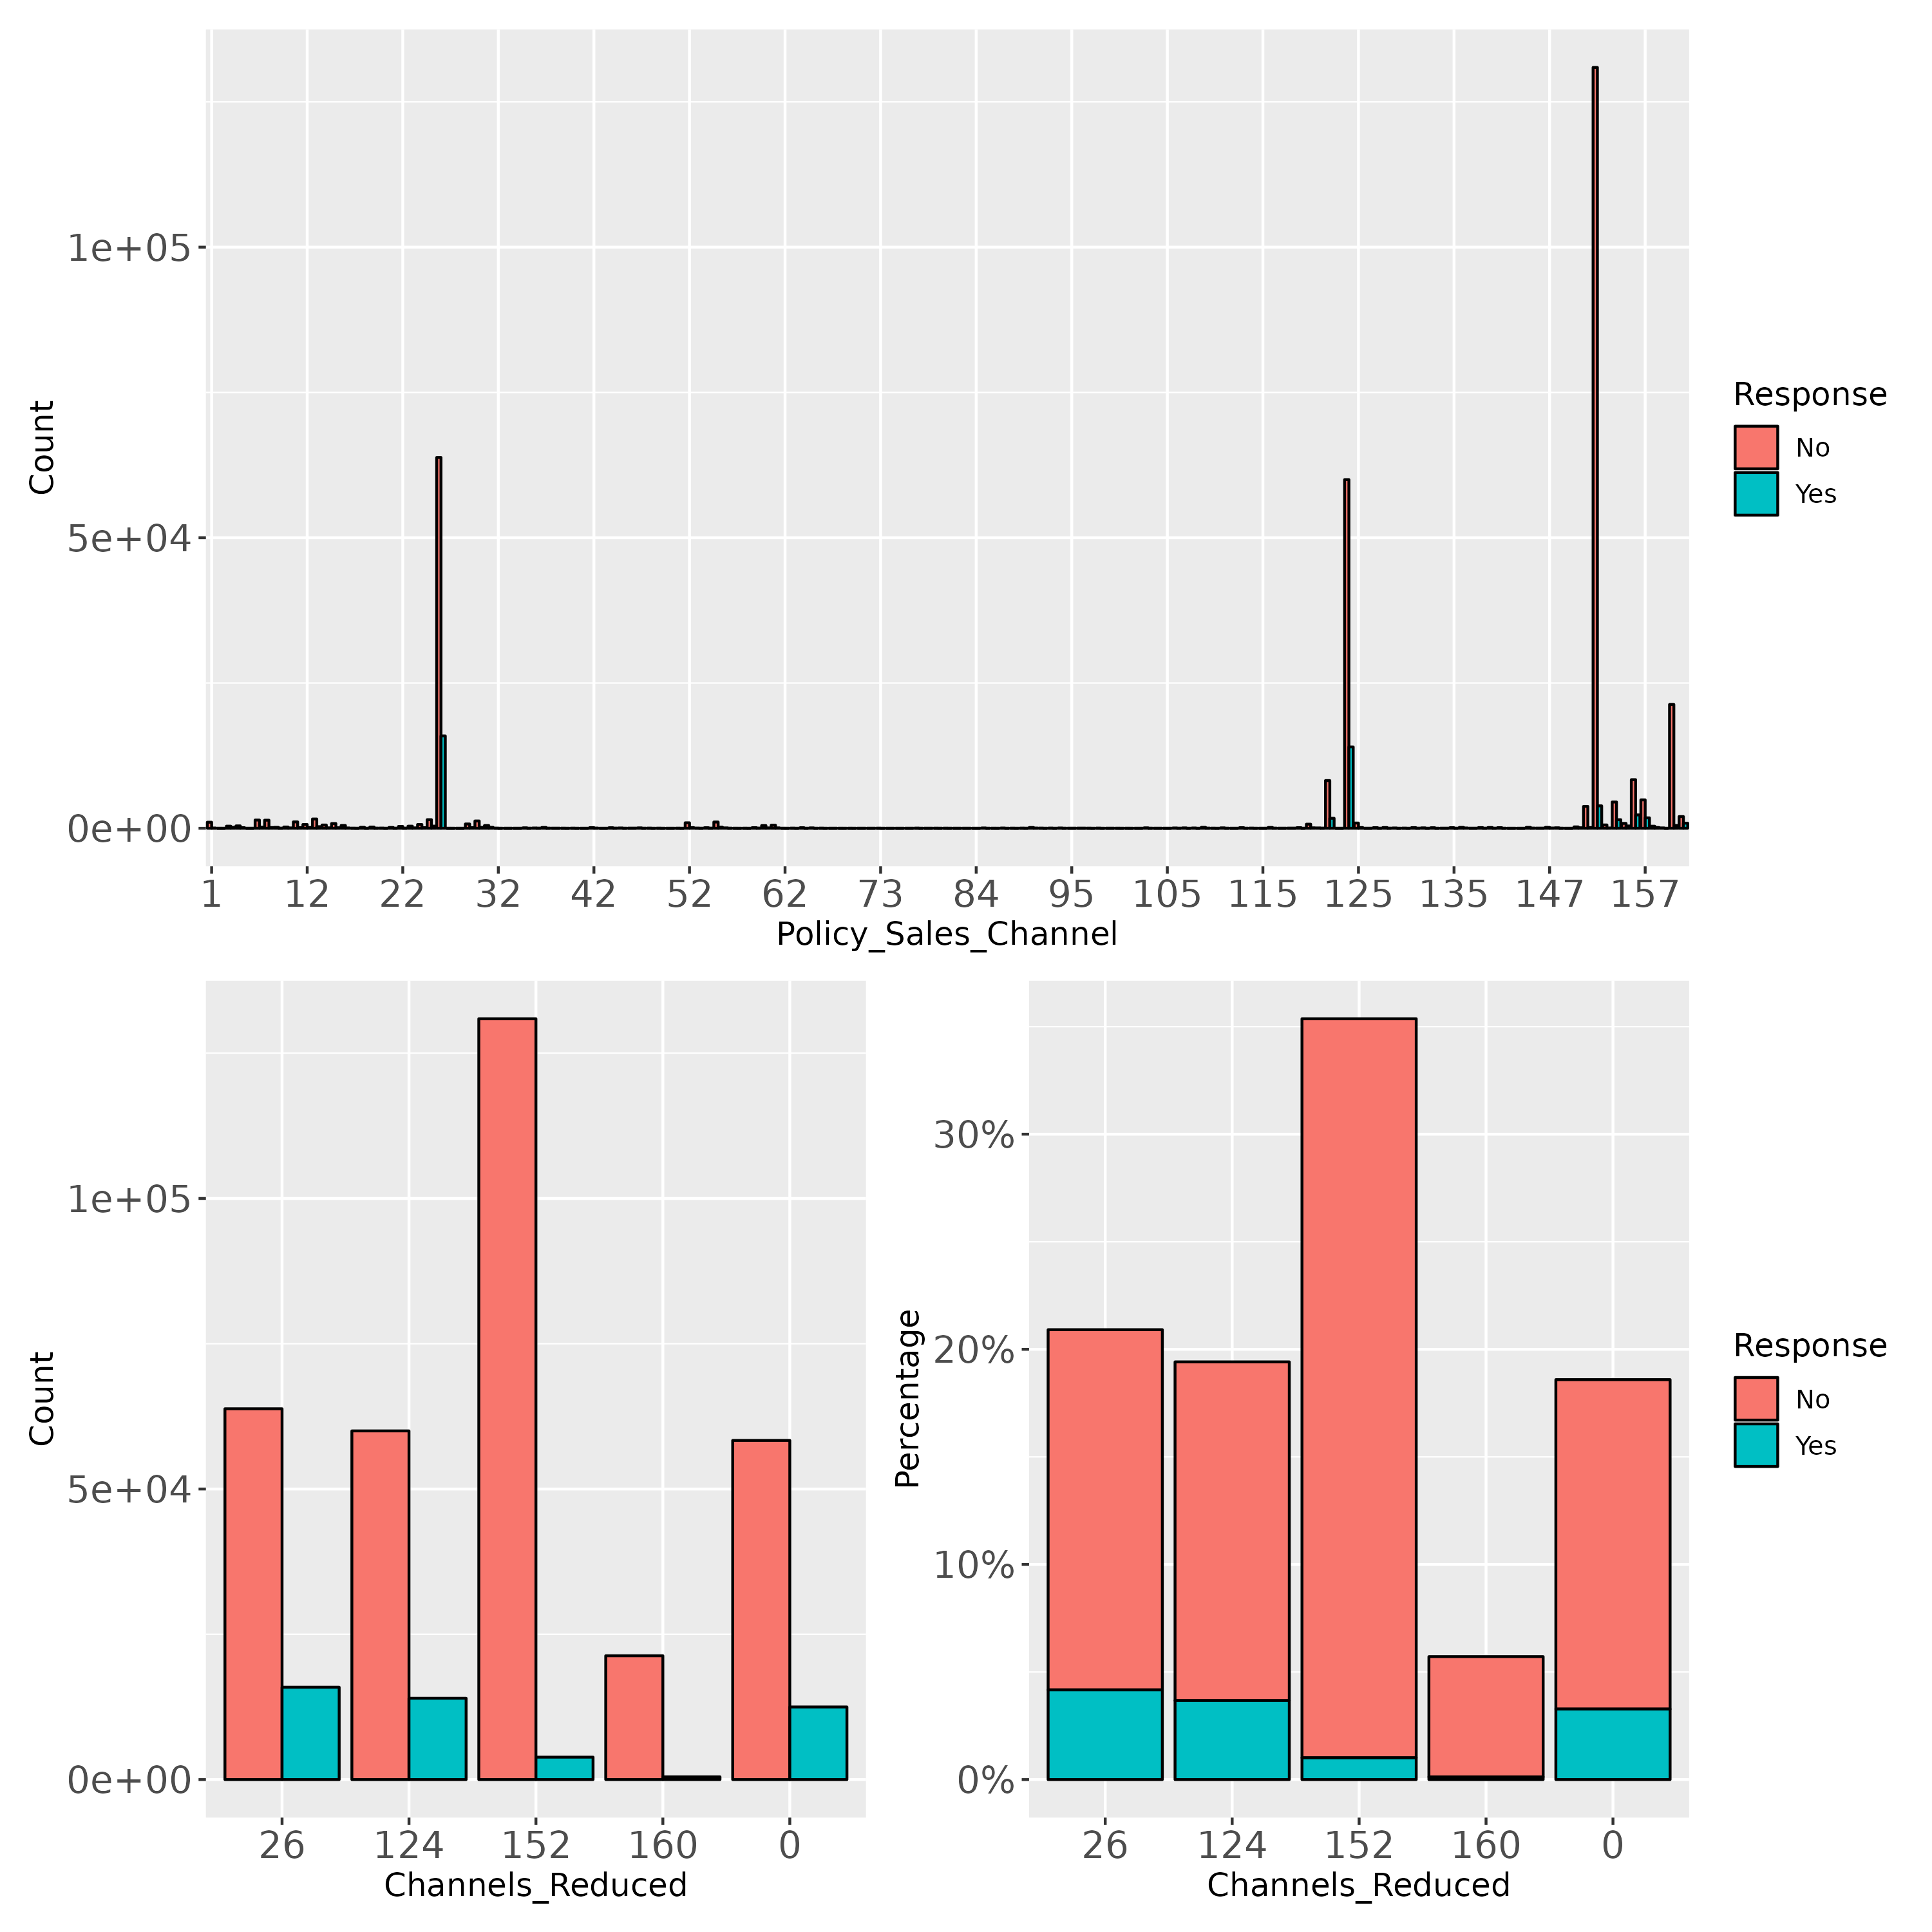 1e+05
5e+04
0e+00
Count
1 12 22 32 42 52 62 73 84 95 105 115 125 135 147 157
Policy_Sales_Channel
Response
No
Yes
1e+05
5e+04
0e+00
Count
26 124 152 160 0
Channels_Reduced
30%
20%
10%
0%
Percentage
26 124 152 160 0
Channels_Reduced
Response
No
Yes